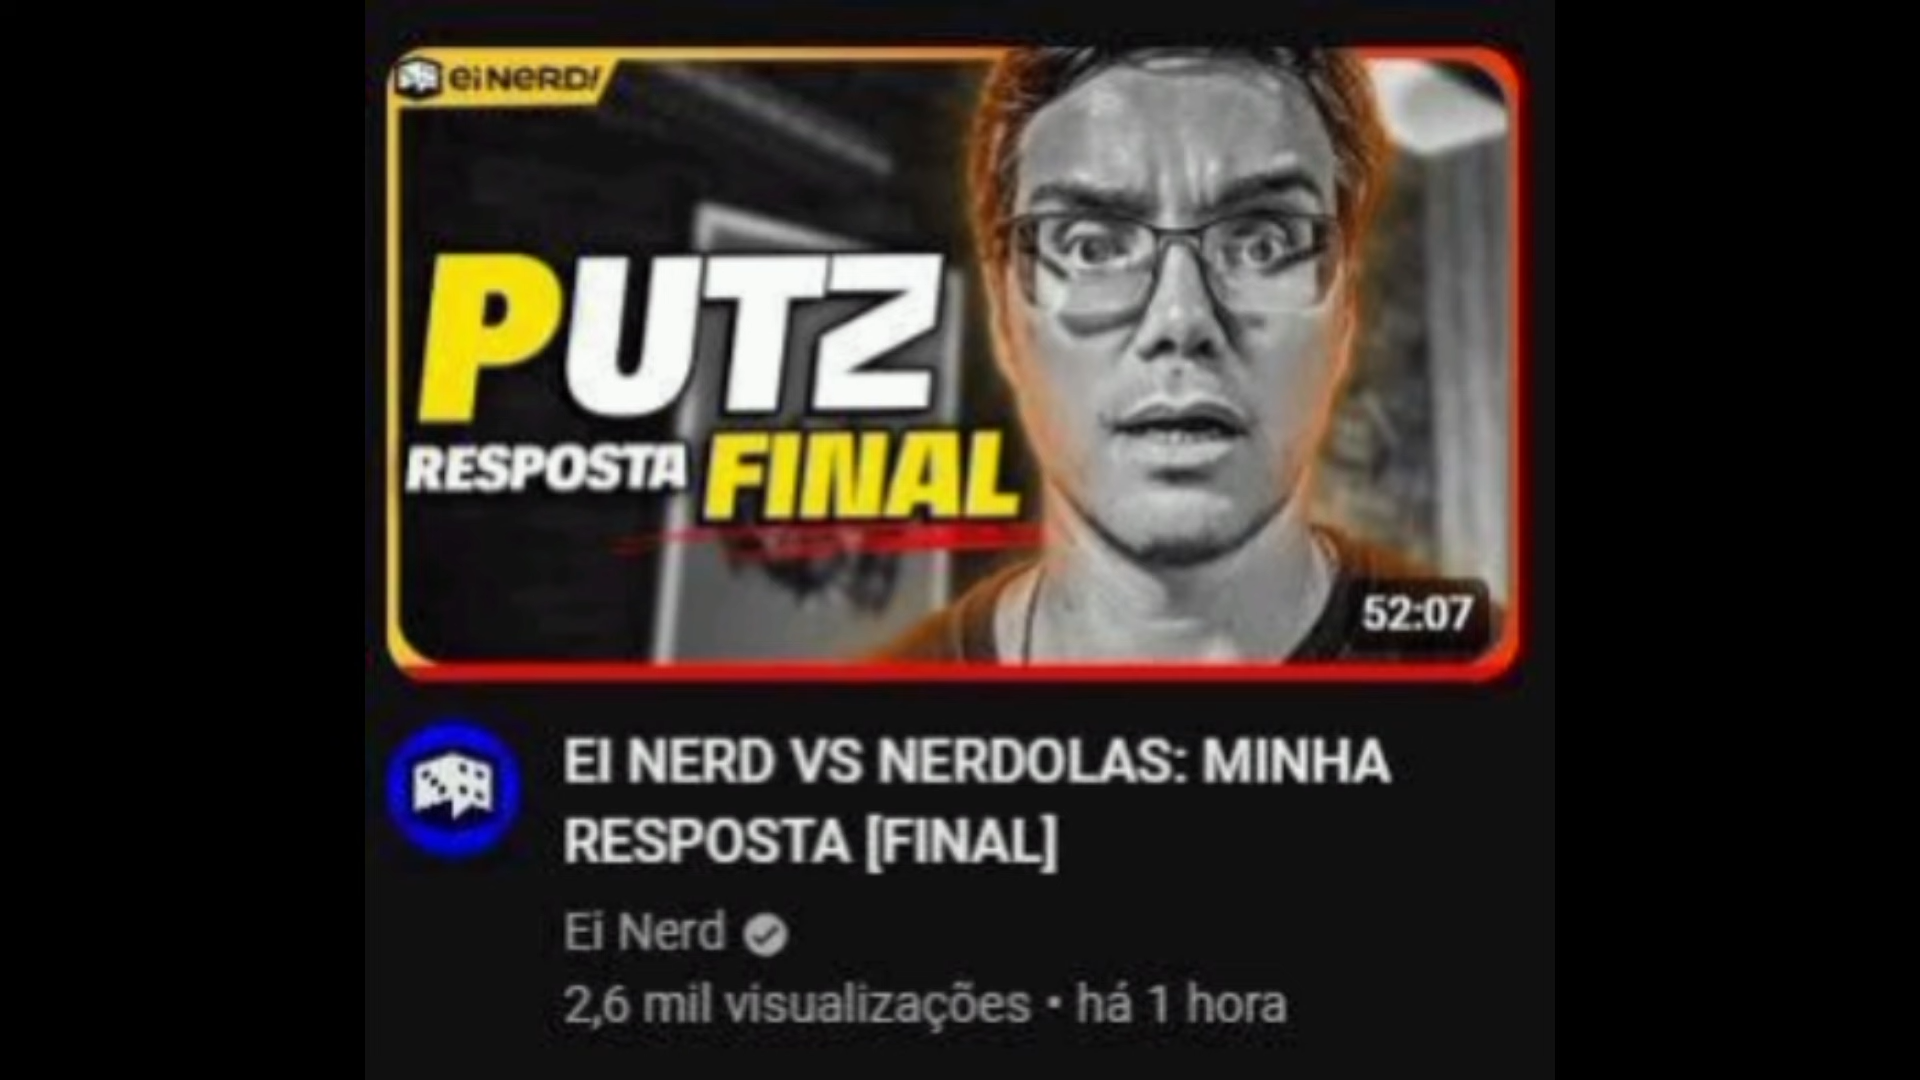 ei NERD!
PUTZ
RESPOSTA FINAL
52:07
EI NERD VS NERDOLAS: MINHA
RESPOSTA [FINAL]
Ei Nerd
2,6 mil visualizações • há 1 hora